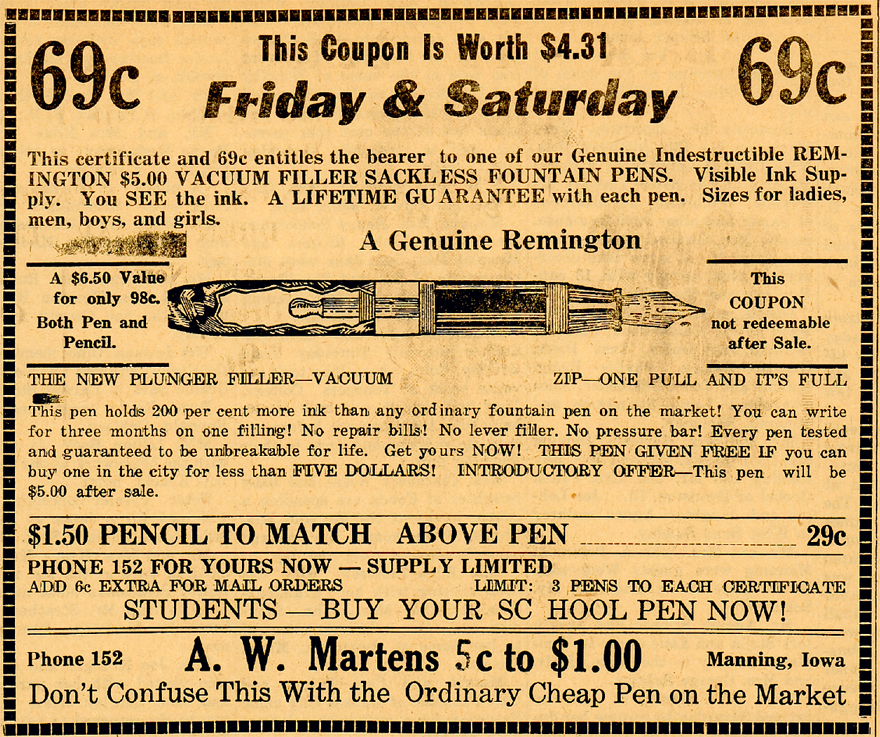 69c
This Coupon Is Worth $4.31
69c
Friday & Saturday
This certificate and 69c entitles the bearer to one of our Genuine Indestructible REM-
INGTON $5.00 VACUUM FILLER SACKLESS FOUNTAIN PENS. Visible Ink Sup-
ply. You SEE the ink. A LIFETIME GUARANTEE with each pen. Sizes for ladies,
men, boys, and girls.
A Genuine Remington
A $6.50 Value
for only 98c.
Both Pen and
Pencil.
This
COUPON
not redeemable
after Sale.
THE NEW PLUNGER FILLER—VACUUM
ZIP—ONE PULL AND IT'S FULL
This pen holds 200 per cent more ink than any ordinary fountain pen on the market! You can write
for three months on one filling! No repair bills! No lever filler. No pressure bar! Every pen tested
and guaranteed to be unbreakable for life. Get yours NOW! THIS PEN GIVEN FREE IF you can
buy one in the city for less than FIVE DOLLARS! INTRODUCTORY OFFER—This pen will be
$5.00 after sale.
$1.50 PENCIL TO MATCH ABOVE PEN 29c
PHONE 152 FOR YOURS NOW — SUPPLY LIMITED
ADD 6c EXTRA FOR MAIL ORDERS
LIMIT: 3 PENS TO EACH CERTIFICATE
STUDENTS — BUY YOUR SC HOOL PEN NOW!
Phone 152
A. W. Martens 5c to $1.00
Manning, Iowa
Don't Confuse This With the Ordinary Cheap Pen on the Market